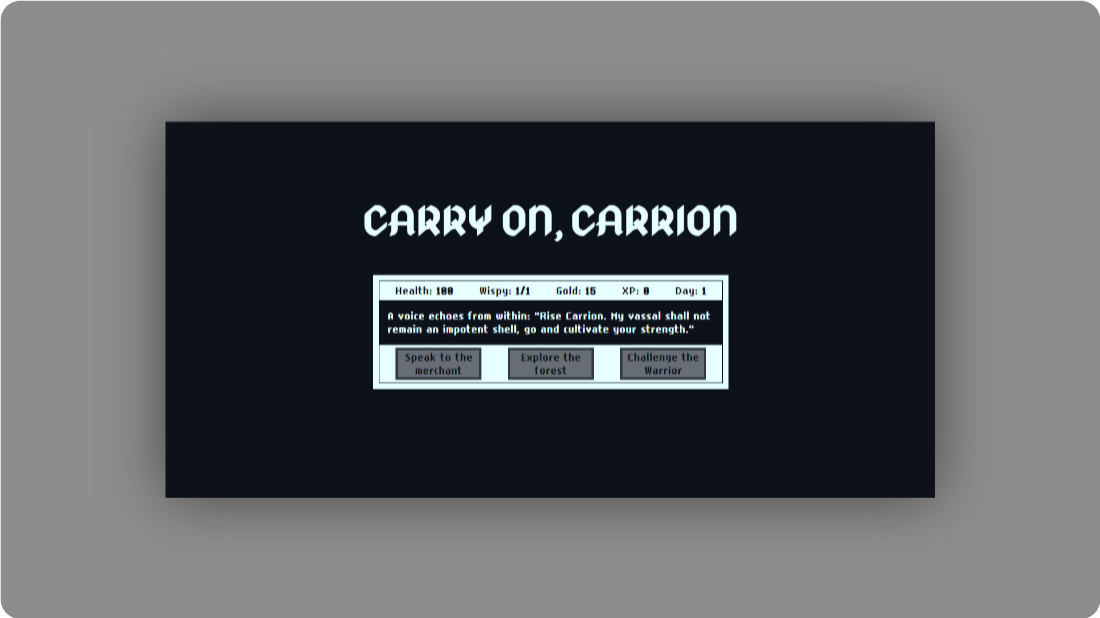 CARRY ON, CARRION
Health: 100 Wispy: 1/1 Gold: 15 XP: 0 Day: 1
A voice echoes from within: "Rise Carrion. My vassal shall not
remain an impotent shell, go and cultivate your strength."
Speak to the
merchant
Explore the
forest
Challenge the
Warrior